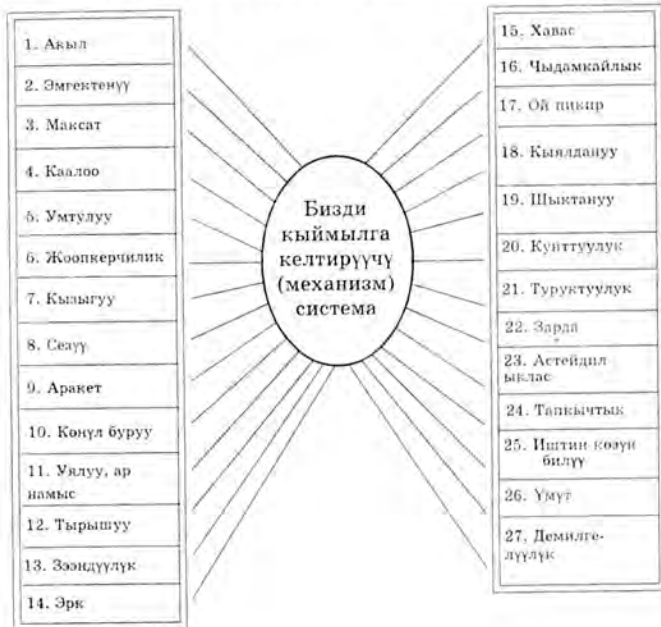 1. Акыл
2. Эмгектенүү
3. Максат
4. Каалоо
5. Умтулуу
6. Жоопкерчилик
7. Кызыгуу
8. Сезүү
9. Аракет
10. Көңүл буруу
11. Уялуу, ар
намыс
12. Тырышуу
13. Зээндүүлүк
14. Эрк
Бизди
кыймылга
келтирүүчү
(механизм)
система
15. Хавас
16. Чыдамкайлык
17. Ой пикир
18. Кыялдануу
19. Шыктануу
20. Кунттуулук
21. Туруктуулук
22. Зарда
23. Астейдил
ыклас
24. Тапкычтык
25. Иштин көзүн
билүү
26. Үмүт
27. Демилге-
лүүлүк